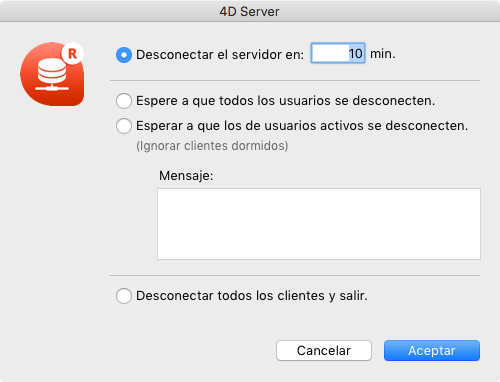 4D Server
R
Desconectar el servidor en: 10 min.
Espere a que todos los usuarios se desconecten.
Esperar a que los de usuarios activos se desconecten.
(Ignorar clientes dormidos)
Mensaje:
Desconectar todos los clientes y salir.
Cancelar Aceptar